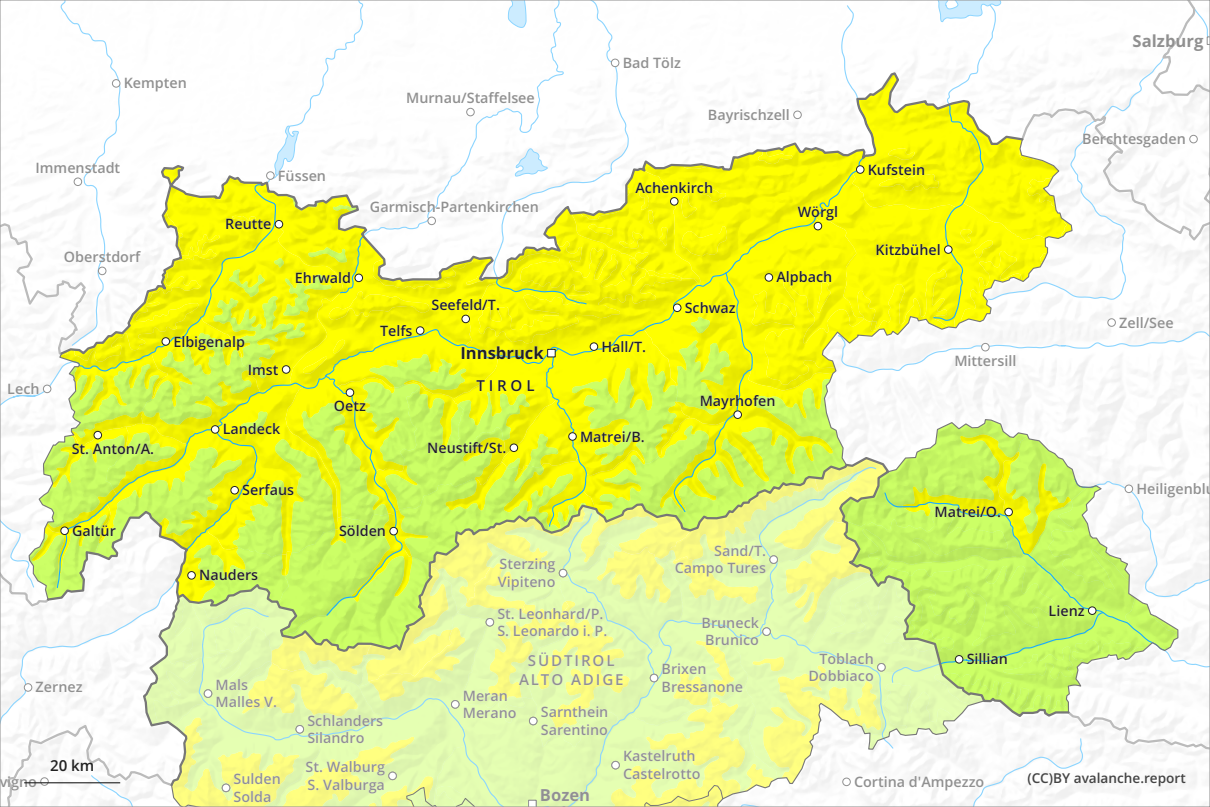 Salzburg
Bad Tölz
Kempten
Murnau/Staffelsee
Bayrischzell
Berchtesgaden
Immenstadt
Füssen
Kufstein
Achenkirch
Garmisch-Partenkirchen
Wörgl
Reutte
Kitzbühel
Oberstdorf
Ehrwald
Alpbach
Seefeld/T.
Schwaz
Zell/See
Telfs
Elbigenalp
Innsbruck
Hall/T.
Mittersill
Imst
TIROL
Lech
Oetz
Mayrhofen
Landeck
Matrei/B.
St. Anton/A.
Neustift/St.
Serfaus
Heiligenblu
Matrei/O.
Galtür
Sölden
Sand/T.
Campo Tures
Sterzing
Vipiteno
Nauders
St. Leonhard/P.
S. Leonardo i. P.
Bruneck
Brunico
Lienz
SÜDTIROL
ALTO ADIGE
Toblach
Dobbiaco
Sillian
Brixen
Bressanone
Zernez
Mals
Malles V.
Meran
Merano
Sarnthein
Sarentino
Schlanders
Silandro
Kastelruth
Castelrotto
St. Walburg
S. Valburga
20 km
vigno
Sulden
Solda
Cortina d'Ampezzo
(CC)BY avalanche.report
Bozen